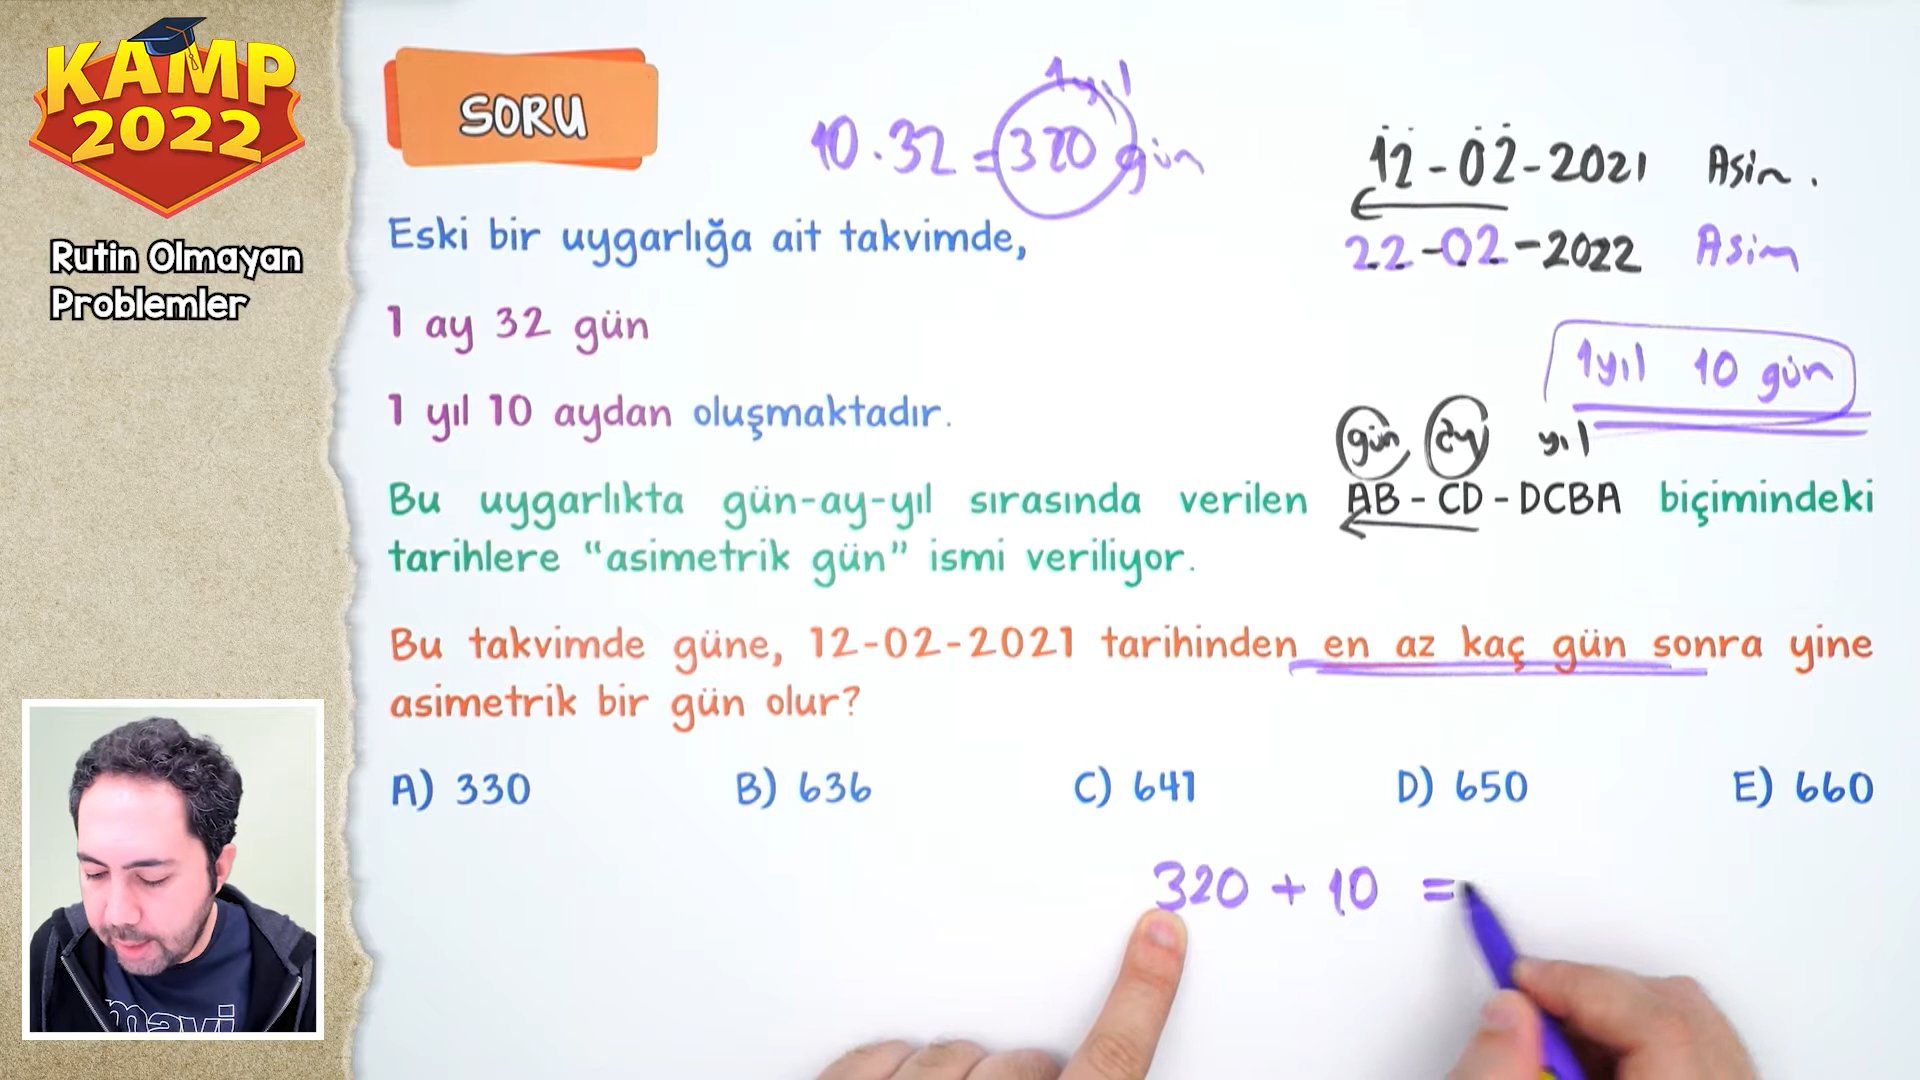 KAMP
2022
Rutin Olmayan
Problemler
SORU
10.32 = 320 gün
1 yıl
12-02-2021 Asim.
22-02-2022 Asim
Eski bir uygarlığa ait takvimde,
1 ay 32 gün
1 yıl 10 gün
1 yıl 10 aydan oluşmaktadır.
gün ay yıl
Bu uygarlıkta gün-ay-yıl sırasında verilen AB - CD - DCBA biçimindeki
tarihlere “asimetrik gün” ismi veriliyor.
Bu takvimde güne, 12-02-2021 tarihinden en az kaç gün sonra yine
asimetrik bir gün olur?
A) 330 B) 636 C) 641 D) 650 E) 660
320 + 10 =
mavi